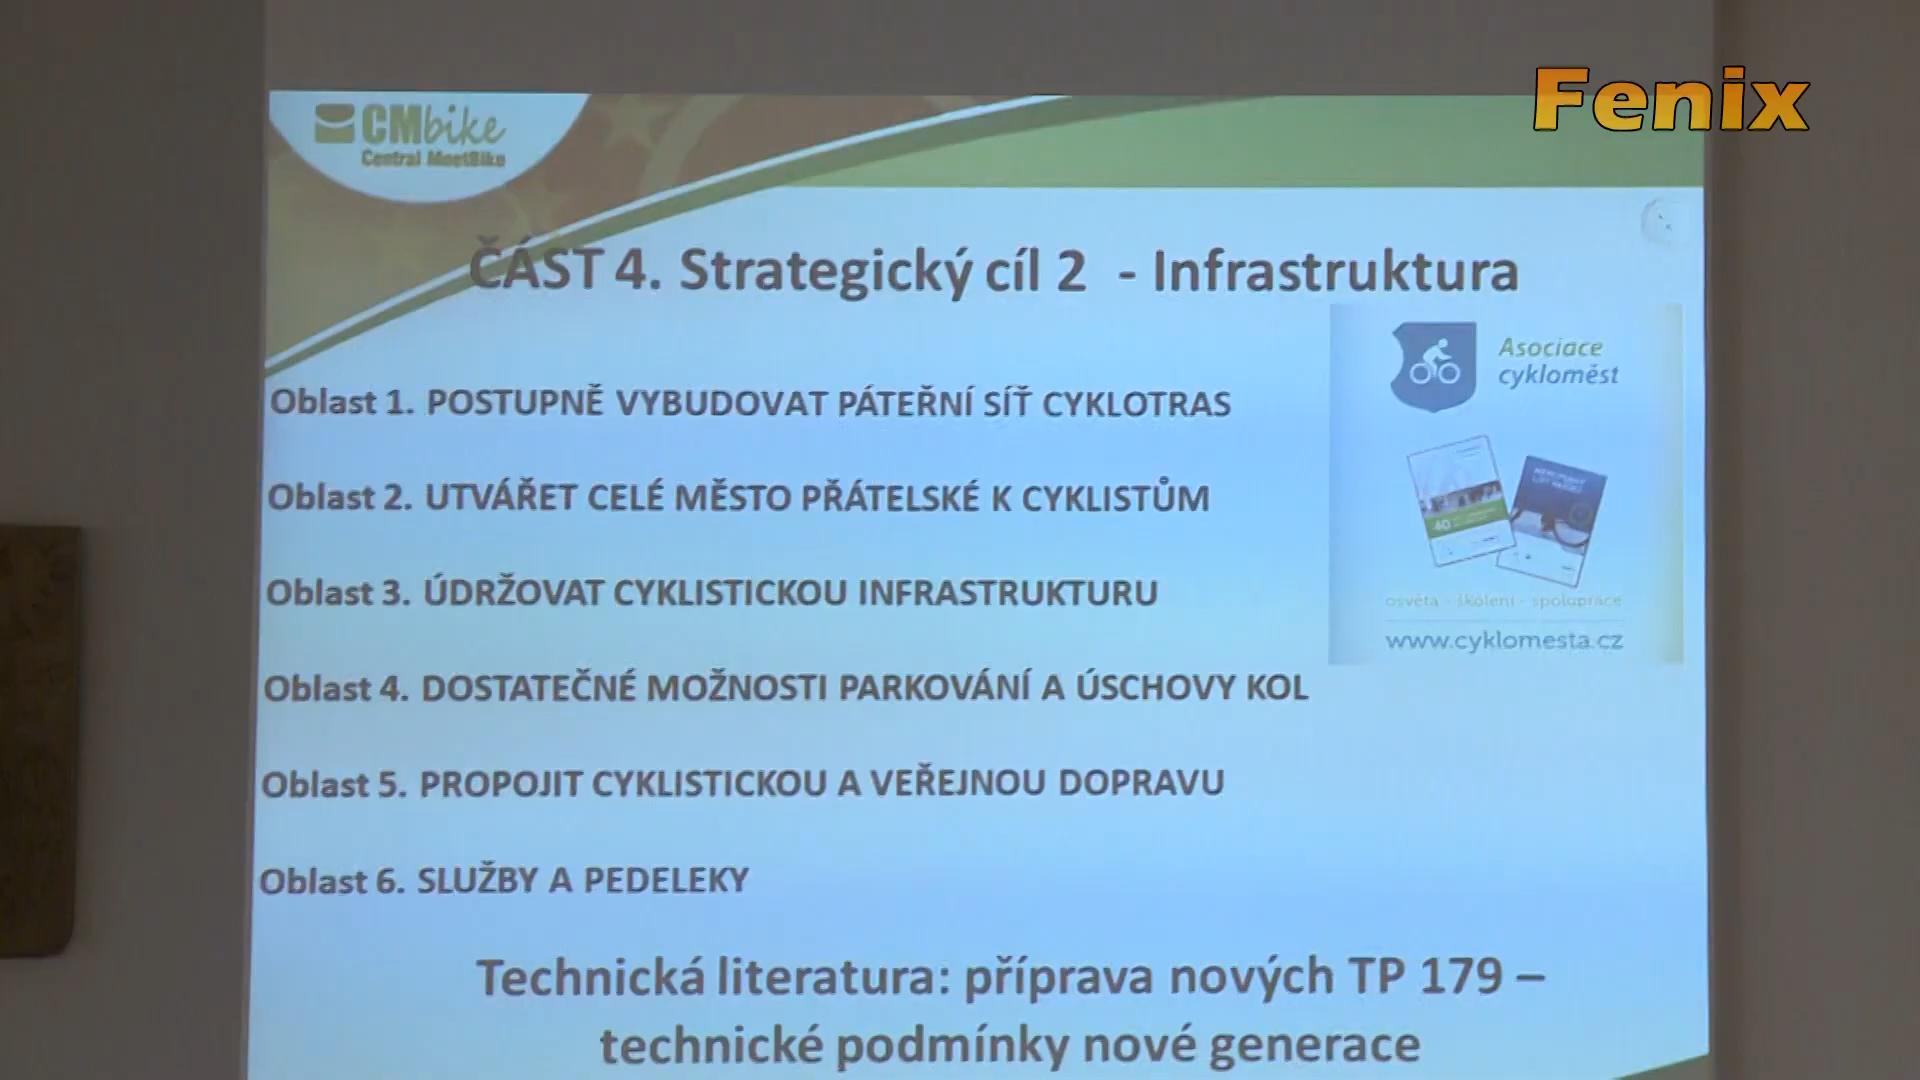 Fenix
CMbike
Central MeetBike
ČÁST 4. Strategický cíl 2 - Infrastruktura
Asociace
cykloměst
Oblast 1. POSTUPNĚ VYBUDOVAT PÁTEŘNÍ SÍŤ CYKLOTRAS
Oblast 2. UTVÁŘET CELÉ MĚSTO PŘÁTELSKÉ K CYKLISTŮM
Oblast 3. ÚDRŽOVAT CYKLISTICKOU INFRASTRUKTURU
osvěta - školení - spolupráce
www.cyklomesta.cz
Oblast 4. DOSTATEČNÉ MOŽNOSTI PARKOVÁNÍ A ÚSCHOVY KOL
Oblast 5. PROPOJIT CYKLISTICKOU A VEŘEJNOU DOPRAVU
Oblast 6. SLUŽBY A PEDELEKY
Technická literatura: příprava nových TP 179 –
technické podmínky nové generace